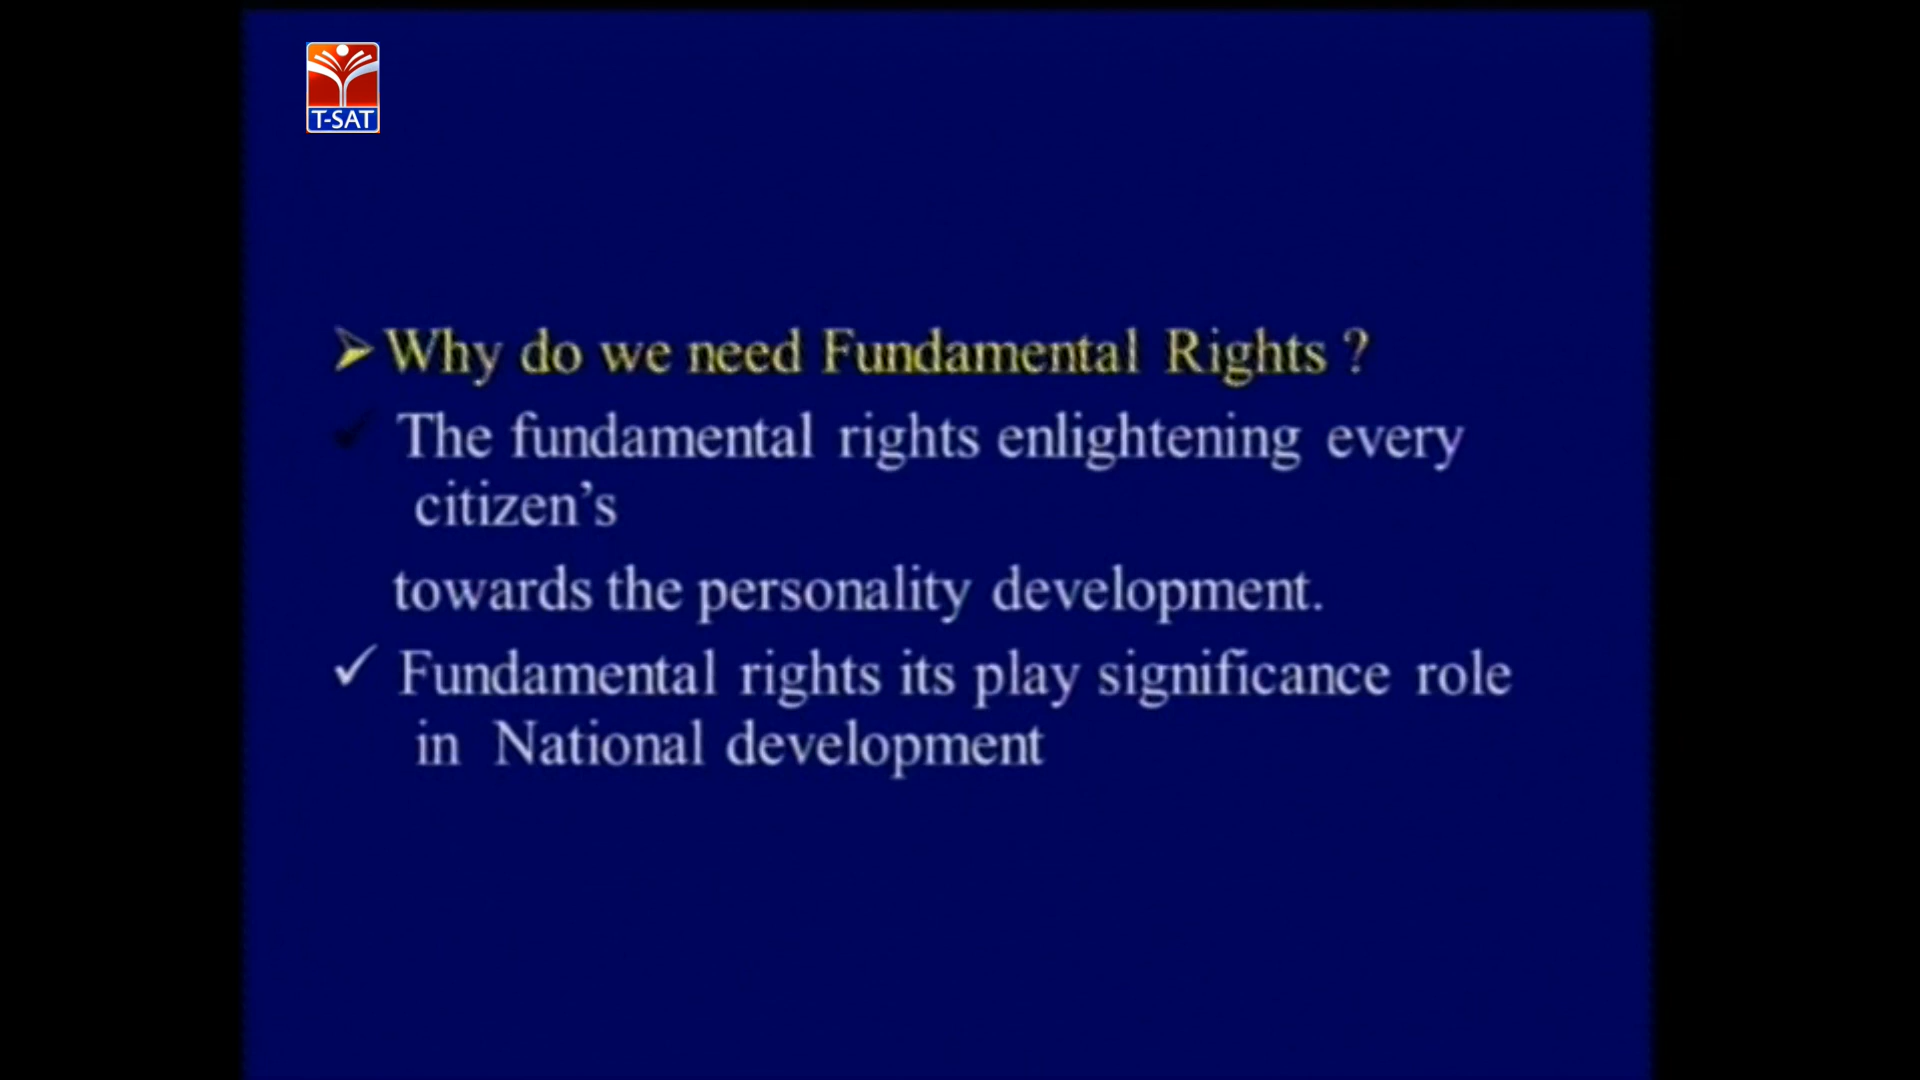 T-SAT
➢Why do we need Fundamental Rights ?
✓ The fundamental rights enlightening every
citizen’s
towards the personality development.
✓ Fundamental rights its play significance role
in National development